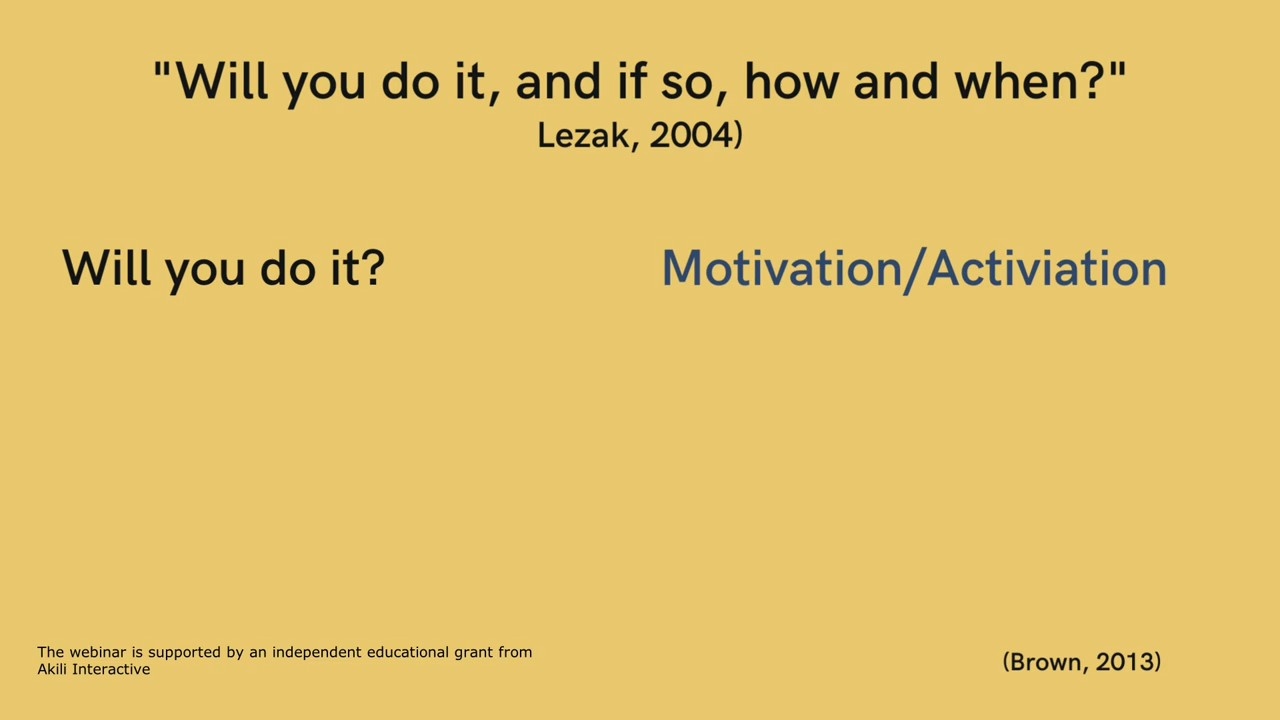 "Will you do it, and if so, how and when?"
Lezak, 2004)
Will you do it?
Motivation/Activiation
The webinar is supported by an independent educational grant from
Akili Interactive
(Brown, 2013)